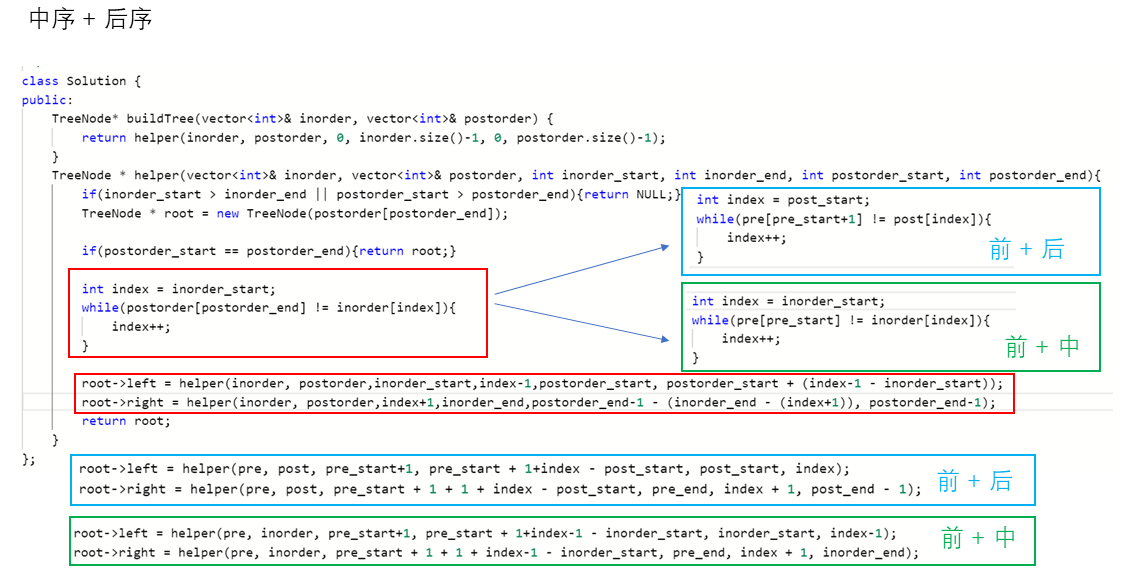 中序 + 后序
class Solution {
public:
    TreeNode* buildTree(vector<int>& inorder, vector<int>& postorder) {
        return helper(inorder, postorder, 0, inorder.size()-1, 0, postorder.size()-1);
    }
    TreeNode * helper(vector<int>& inorder, vector<int>& postorder, int inorder_start, int inorder_end, int postorder_start, int postorder_end){
        if(inorder_start > inorder_end || postorder_start > postorder_end){return NULL;}
        TreeNode * root = new TreeNode(postorder[postorder_end]);
        if(postorder_start == postorder_end){return root;}
        int index = inorder_start;
        while(postorder[postorder_end] != inorder[index]){
            index++;
        }
int index = post_start;
while(pre[pre_start+1] != post[index]){
    index++;
}
前 + 后
int index = inorder_start;
while(pre[pre_start] != inorder[index]){
    index++;
}
前 + 中
        root->left = helper(inorder, postorder,inorder_start,index-1,postorder_start, postorder_start + (index-1 - inorder_start));
        root->right = helper(inorder, postorder,index+1,inorder_end,postorder_end-1 - (inorder_end - (index+1)), postorder_end-1);
        return root;
    }
};
root->left = helper(pre, post, pre_start+1, pre_start + 1+index - post_start, post_start, index);
root->right = helper(pre, post, pre_start + 1 + 1 + index - post_start, pre_end, index + 1, post_end - 1);
前 + 后
root->left = helper(pre, inorder, pre_start+1, pre_start + 1+index-1 - inorder_start, inorder_start, index-1);
root->right = helper(pre, inorder, pre_start + 1 + 1 + index-1 - inorder_start, pre_end, index + 1, inorder_end);
前 + 中